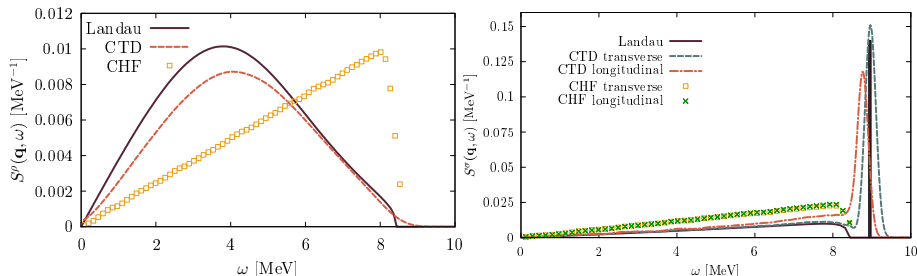 Landau
CTD
CHF
S^ρ(q, ω) [MeV⁻¹]
0.012
0.01
0.008
0.006
0.004
0.002
0
0 2 4 6 8 10
ω [MeV]
Landau
CTD transverse
CTD longitudinal
CHF transverse
CHF longitudinal
S^σ(q, ω) [MeV⁻¹]
0.15
0.125
0.1
0.075
0.05
0.025
0
0 2 4 6 8 10
ω [MeV]